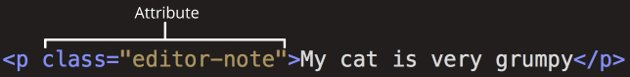 Attribute
<p class="editor-note">My cat is very grumpy</p>